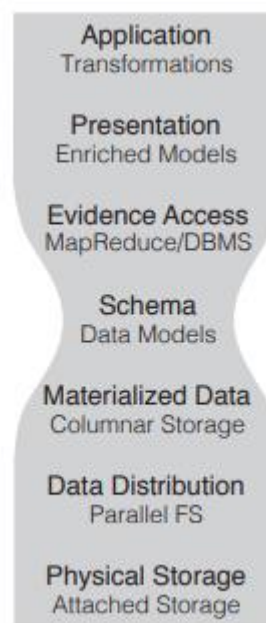 Application
Transformations
Presentation
Enriched Models
Evidence Access
MapReduce/DBMS
Schema
Data Models
Materialized Data
Columnar Storage
Data Distribution
Parallel FS
Physical Storage
Attached Storage